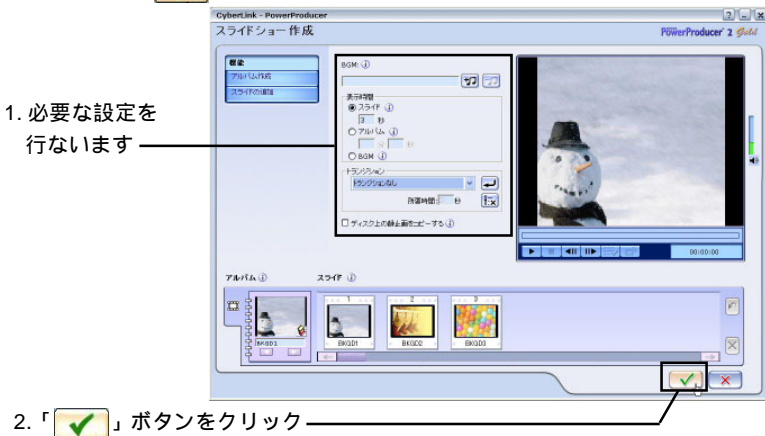 CyberLink - PowerProducer
スライドショー作成
PowerProducer 2 Gold
機能
アルバム作成
スライドの追加
BGM:
表示時間
スライド
3 秒
アルバム
分 秒
BGM
トランジション
トランジションなし
所要時間: 秒
ディスク上の静止画をコピーする
00:00:00
1. 必要な設定を
行ないます
アルバム
スライド
BKGD1
1
BKGD1
2
BKGD2
3
BKGD3
2.「 」ボタンをクリック